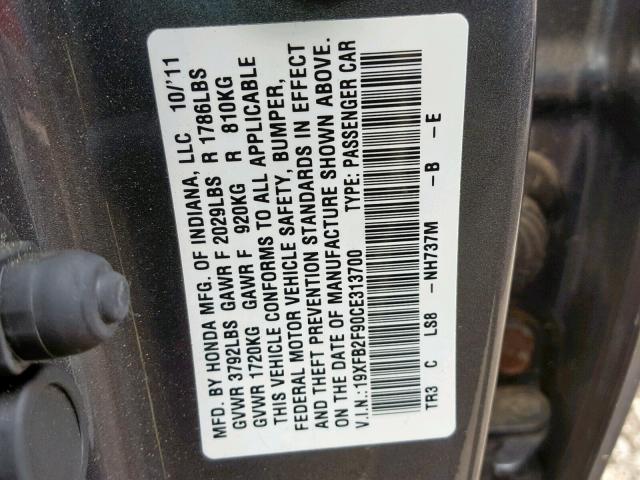 MFD. BY HONDA MFG. OF INDIANA, LLC 10/'11
GVWR 3792LBS GAWR F 2029LBS R 1786LBS
GVWR 1720KG GAWR F 920KG R 810KG
THIS VEHICLE CONFORMS TO ALL APPLICABLE
FEDERAL MOTOR VEHICLE SAFETY, BUMPER,
AND THEFT PREVENTION STANDARDS IN EFFECT
ON THE DATE OF MANUFACTURE SHOWN ABOVE.
V.I.N.: 19XFB2F90CE313700 TYPE: PASSENGER CAR
TR3 C LS8 -NH737M -B -E